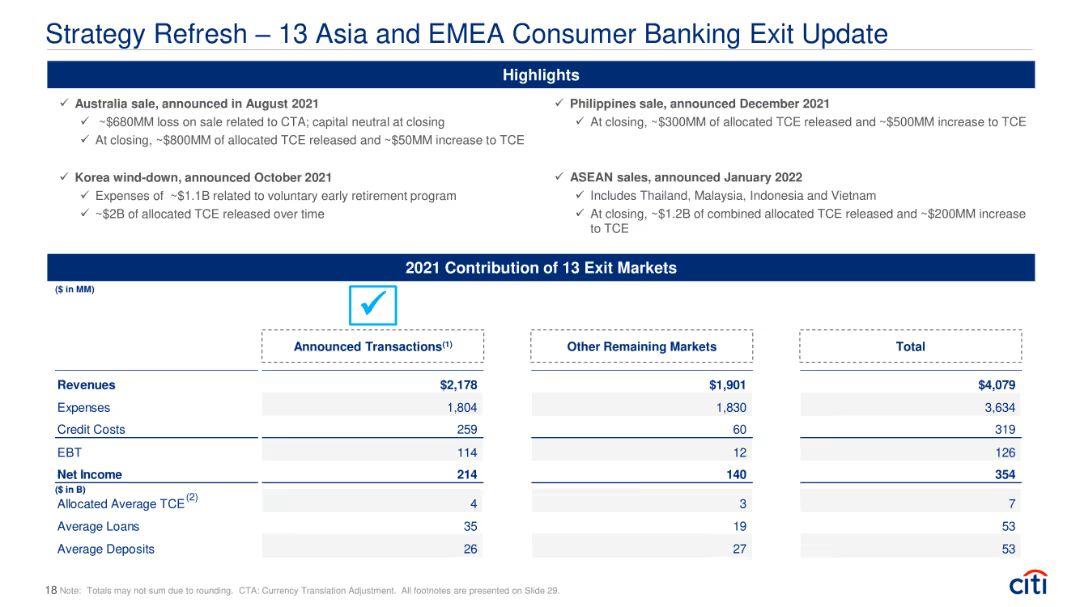 Strategy Refresh – 13 Asia and EMEA Consumer Banking Exit Update
Highlights
✓ Australia sale, announced in August 2021
✓ ~$680MM loss on sale related to CTA; capital neutral at closing
✓ At closing, ~$800MM of allocated TCE released and ~$50MM increase to TCE
✓ Korea wind-down, announced October 2021
✓ Expenses of ~$1.1B related to voluntary early retirement program
✓ ~$2B of allocated TCE released over time
✓ Philippines sale, announced December 2021
✓ At closing, ~$300MM of allocated TCE released and ~$500MM increase to TCE
✓ ASEAN sales, announced January 2022
✓ Includes Thailand, Malaysia, Indonesia and Vietnam
✓ At closing, ~$1.2B of combined allocated TCE released and ~$200MM increase
to TCE
2021 Contribution of 13 Exit Markets
($ in MM)
✓
Announced Transactions(1) Other Remaining Markets Total
Revenues $2,178 $1,901 $4,079
Expenses 1,804 1,830 3,634
Credit Costs 259 60 319
EBT 114 12 126
Net Income 214 140 354
($ in B)
Allocated Average TCE(2) 4 3 7
Average Loans 35 19 53
Average Deposits 26 27 53
18 Note: Totals may not sum due to rounding. CTA: Currency Translation Adjustment. All footnotes are presented on Slide 29.
citi